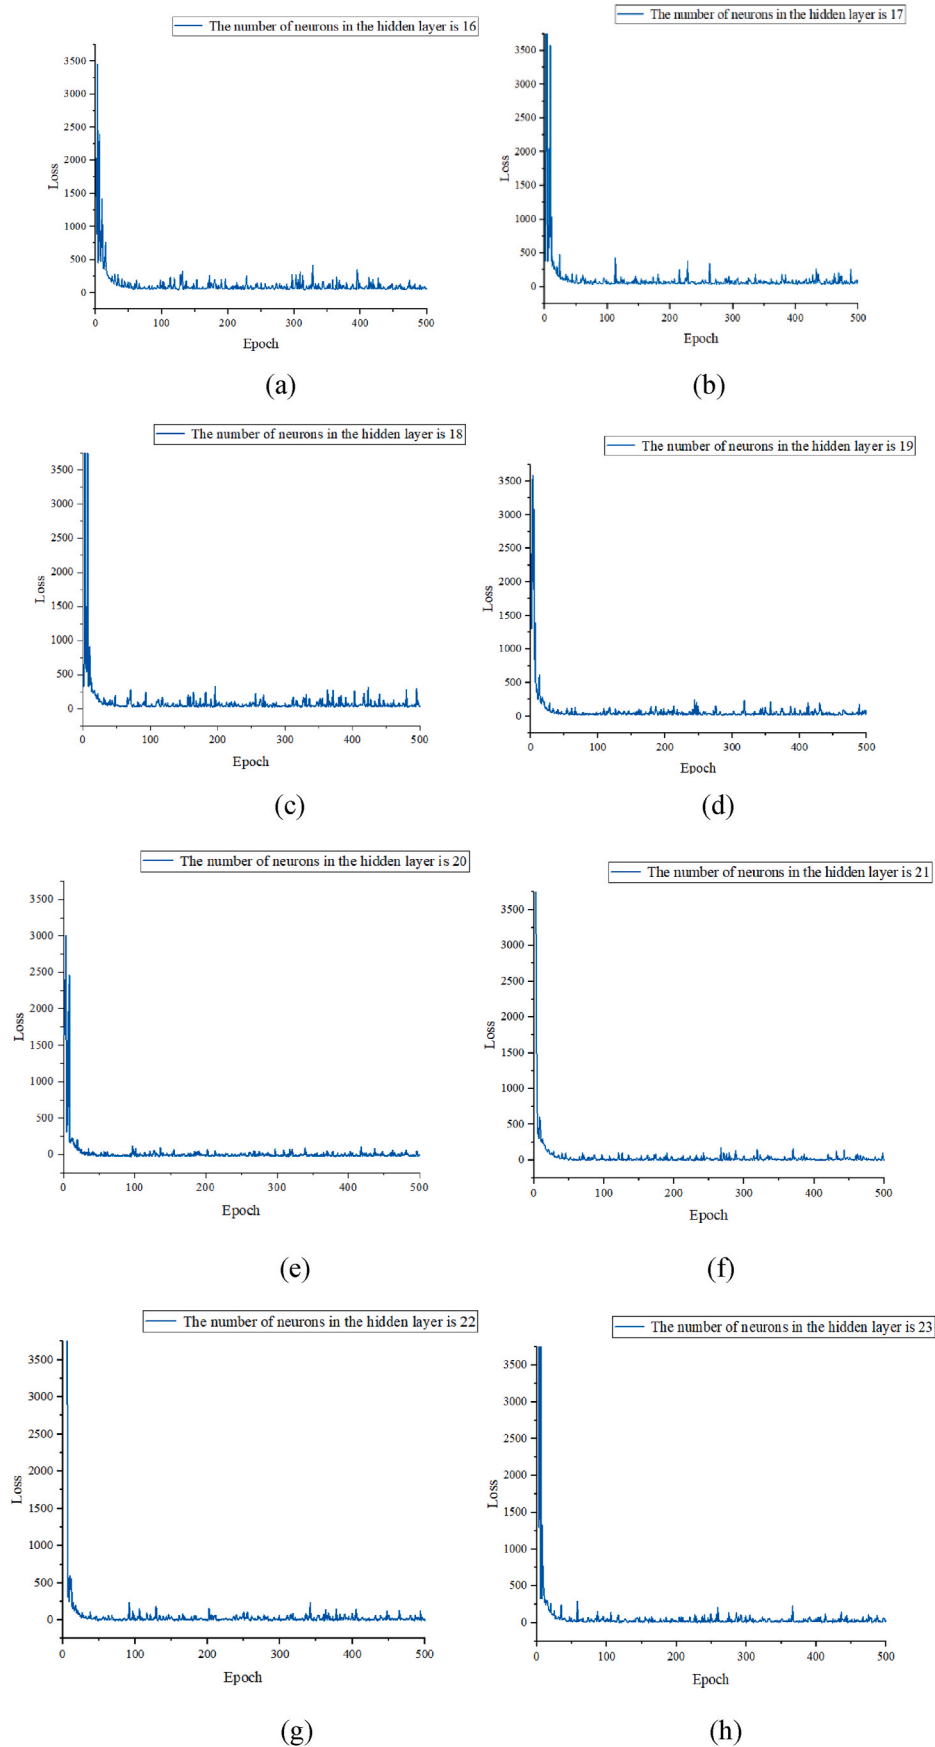 The number of neurons in the hidden layer is 16
3500
3000
2500
2000
1500
1000
500
0
Loss
0 100 200 300 400 500
Epoch
(a)
The number of neurons in the hidden layer is 17
3500
3000
2500
2000
1500
1000
500
0
Loss
0 100 200 300 400 500
Epoch
(b)
The number of neurons in the hidden layer is 18
3500
3000
2500
2000
1500
1000
500
0
Loss
0 100 200 300 400 500
Epoch
(c)
The number of neurons in the hidden layer is 19
3500
3000
2500
2000
1500
1000
500
0
Loss
0 100 200 300 400 500
Epoch
(d)
The number of neurons in the hidden layer is 20
3500
3000
2500
2000
1500
1000
500
0
Loss
0 100 200 300 400 500
Epoch
(e)
The number of neurons in the hidden layer is 21
3500
3000
2500
2000
1500
1000
500
0
Loss
0 100 200 300 400 500
Epoch
(f)
The number of neurons in the hidden layer is 22
3500
3000
2500
2000
1500
1000
500
0
Loss
0 100 200 300 400 500
Epoch
(g)
The number of neurons in the hidden layer is 23
3500
3000
2500
2000
1500
1000
500
0
Loss
0 100 200 300 400 500
Epoch
(h)